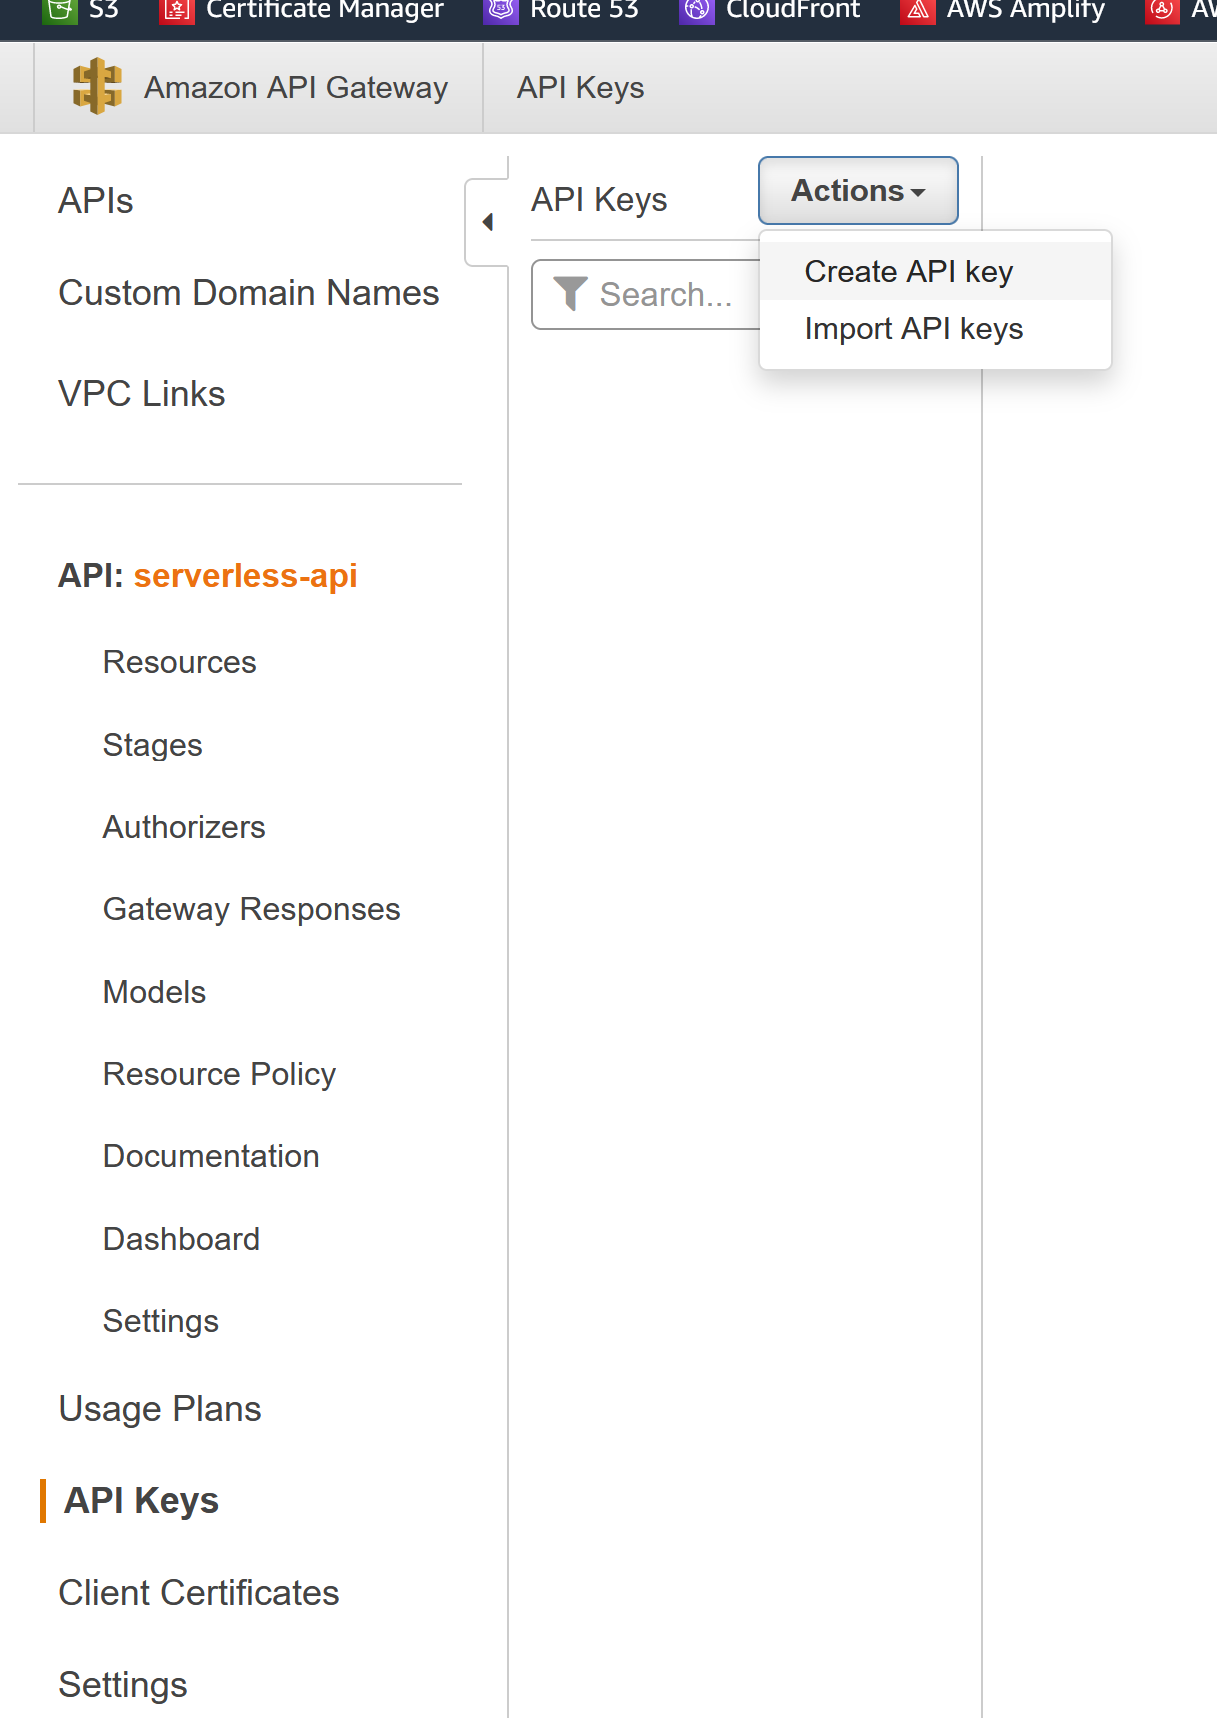 S3 Certificate Manager Route 53 CloudFront AWS Amplify
Amazon API Gateway API Keys
APIs
Custom Domain Names
VPC Links
API: serverless-api
Resources
Stages
Authorizers
Gateway Responses
Models
Resource Policy
Documentation
Dashboard
Settings
Usage Plans
API Keys
Client Certificates
Settings
API Keys
Actions
Search...
Create API key
Import API keys